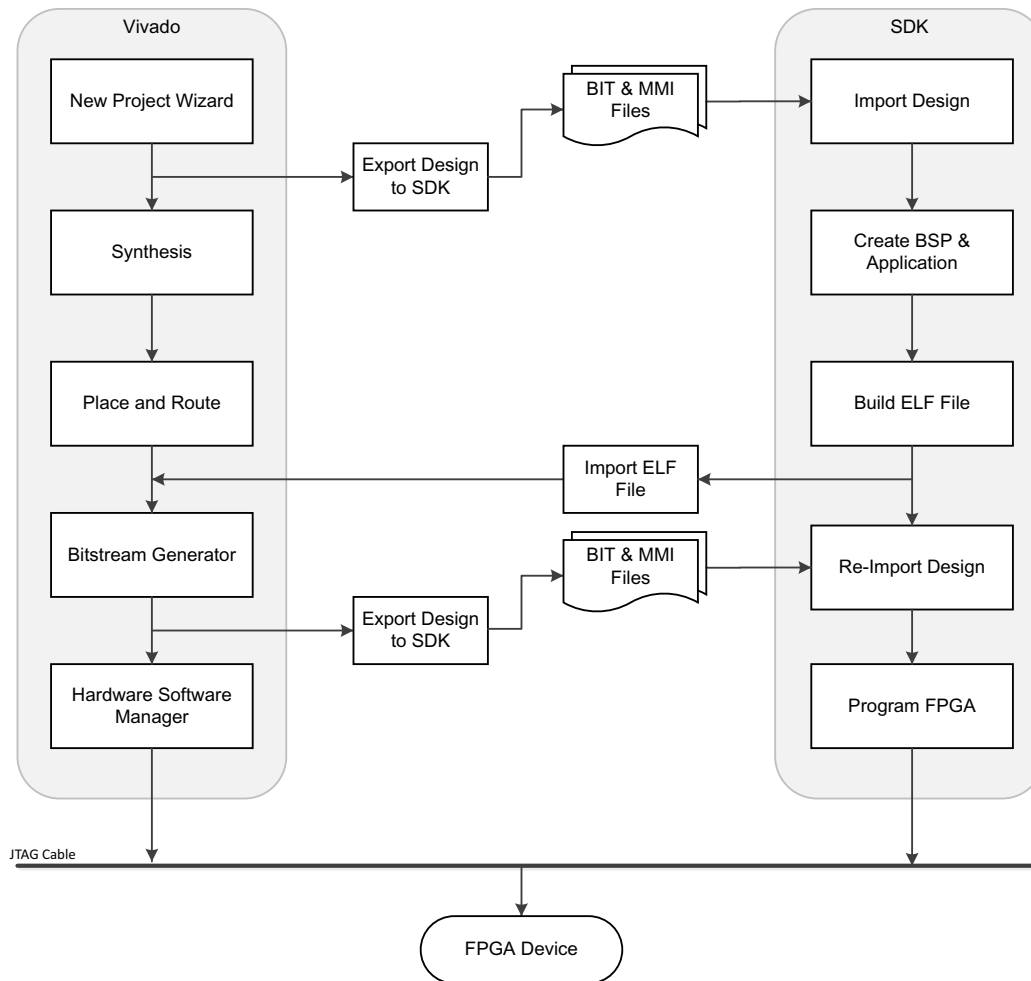 Vivado
SDK
New Project Wizard
BIT & MMI
Files
Import Design
Export Design
to SDK
Synthesis
Create BSP &
Application
Place and Route
Build ELF File
Import ELF
File
Bitstream Generator
BIT & MMI
Files
Re-Import Design
Export Design
to SDK
Hardware Software
Manager
Program FPGA
JTAG Cable
FPGA Device